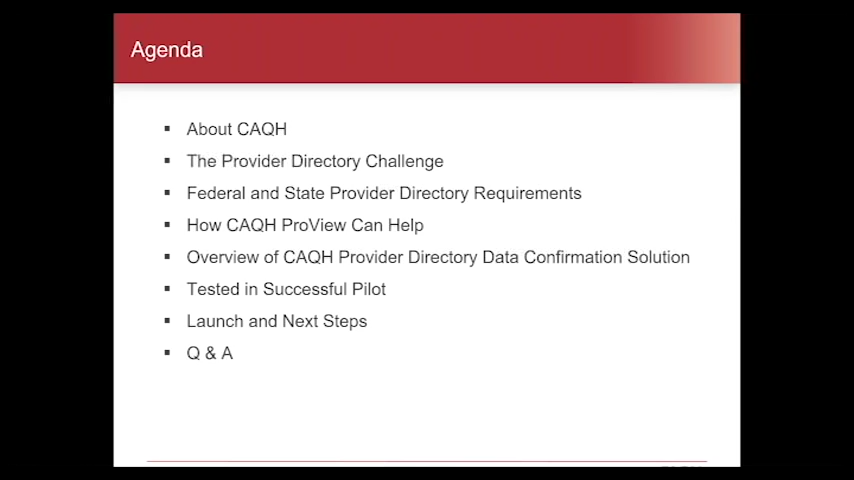 Agenda
About CAQH
The Provider Directory Challenge
Federal and State Provider Directory Requirements
How CAQH ProView Can Help
Overview of CAQH Provider Directory Data Confirmation Solution
Tested in Successful Pilot
Launch and Next Steps
Q & A